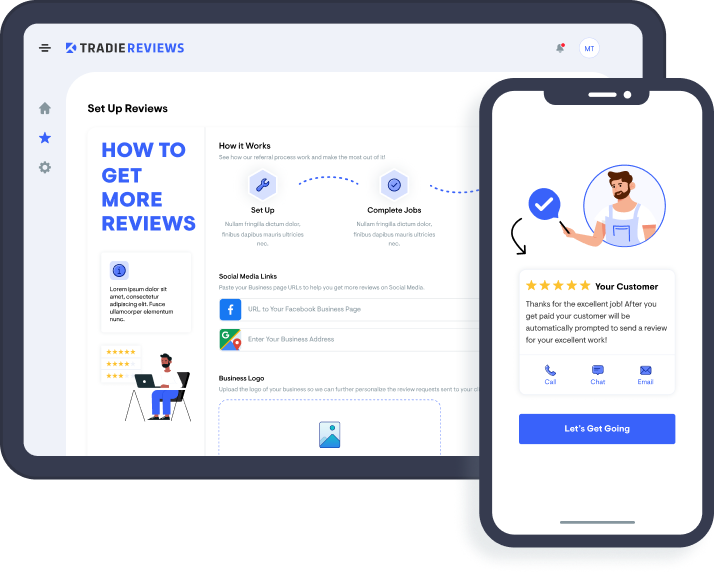 TRADIEREVIEWS
MT
Set Up Reviews
HOW TO
GET
MORE
REVIEWS
Lorem ipsum dolor sit
amet, consectetur
adipiscing elit. Fusce
ullamcorper elementum
nunc.
How it Works
See how our referral process work and make the most out of it!
Set Up
Nullam fringilla dictum dolor,
finibus dapibus mauris ultricies
nec.
Complete Jobs
Nullam fringilla dictum dolor,
finibus dapibus mauris ultricies
nec.
Social Media Links
Paste your Business page URLs to help you get more reviews on Social Media.
URL to Your Facebook Business Page
Enter Your Business Address
Business Logo
Upload the logo of your business so we can further personalize the review requests sent to your
Your Customer
Thanks for the excellent job! After you
get paid your customer will be
automatically prompted to send a review
for your excellent work!
Call Chat Email
Let's Get Going